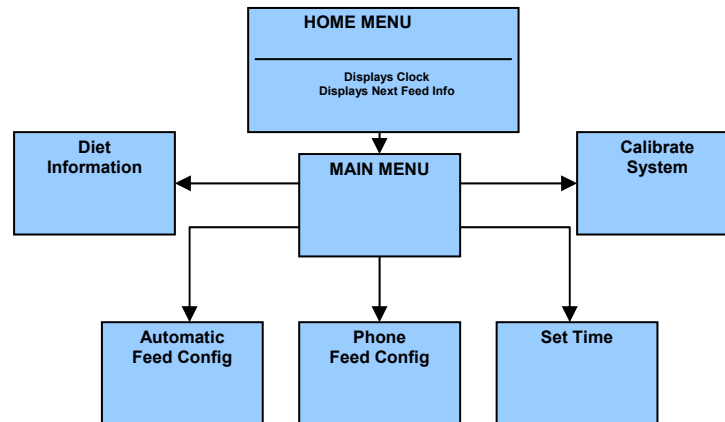 HOME MENU
Displays Clock
Displays Next Feed Info
Diet
Information
MAIN MENU
Calibrate
System
Automatic
Feed Config
Phone
Feed Config
Set Time